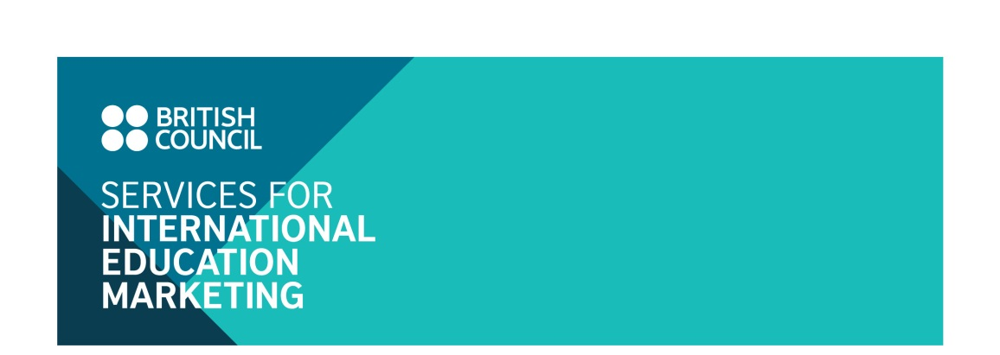 BRITISH
COUNCIL
SERVICES FOR
INTERNATIONAL
EDUCATION
MARKETING